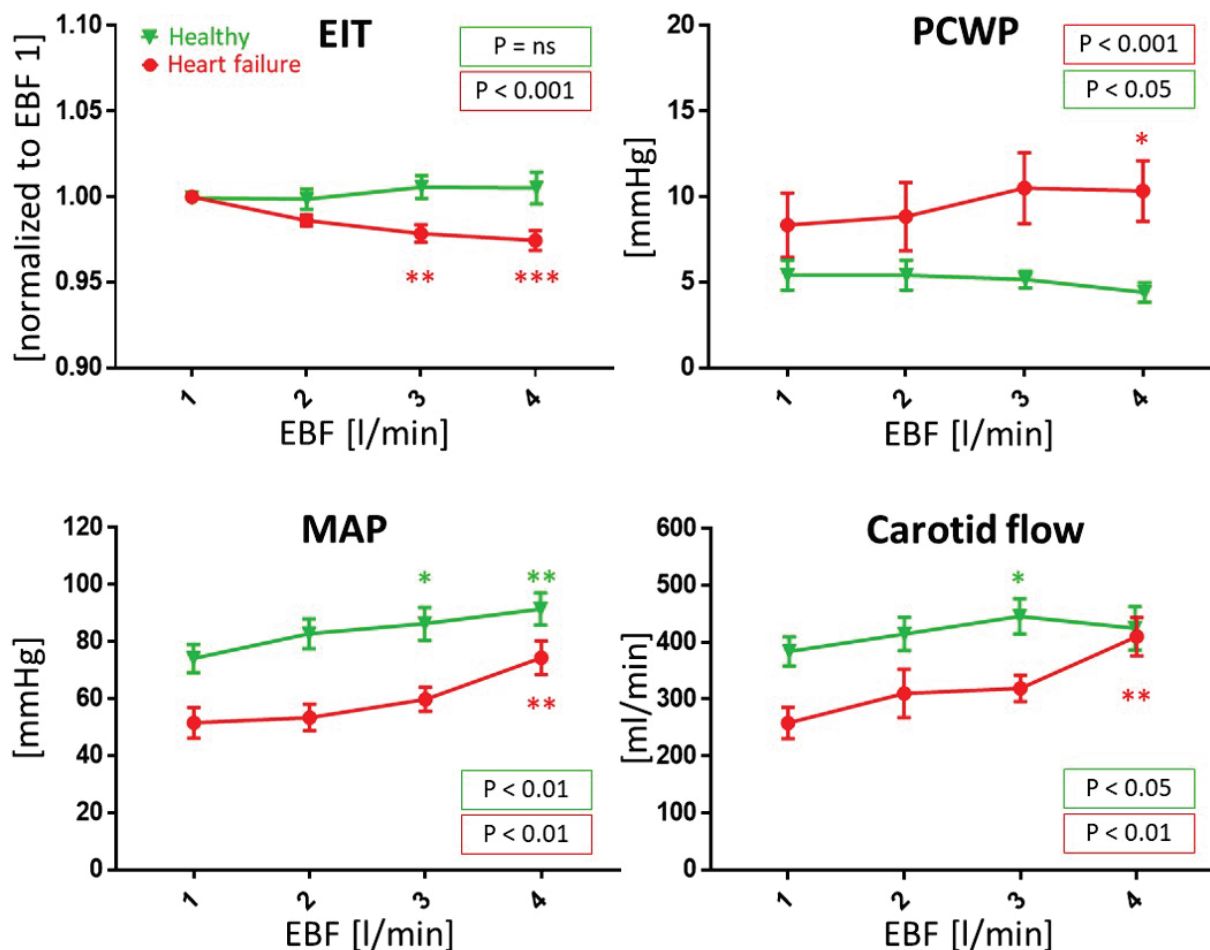 EIT
Healthy
Heart failure
P = ns
P < 0.001
[normalized to EBF 1]
1.10
1.05
1.00
0.95
0.90
** ***
1 2 3 4
EBF [l/min]
PCWP
P < 0.001
P < 0.05
[mmHg]
20
15
10
5
0
*
1 2 3 4
EBF [l/min]
MAP
[mmHg]
120
100
80
60
40
20
0
* **
**
P < 0.01
P < 0.01
1 2 3 4
EBF [l/min]
Carotid flow
[ml/min]
600
500
400
300
200
100
0
*
**
P < 0.05
P < 0.01
1 2 3 4
EBF [l/min]